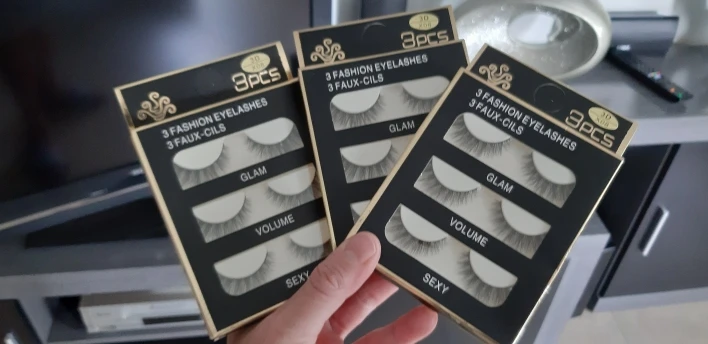 3PCS
3 FASHION EYELASHES
3 FAUX-CILS
GLAM
VOLUME
SEXY
3PCS
3 FASHION EYELASHES
3 FAUX-CILS
GLAM
3D
3PCS
3 FASHION EYELASHES
3 FAUX-CILS
GLAM
VOLUME
SEXY